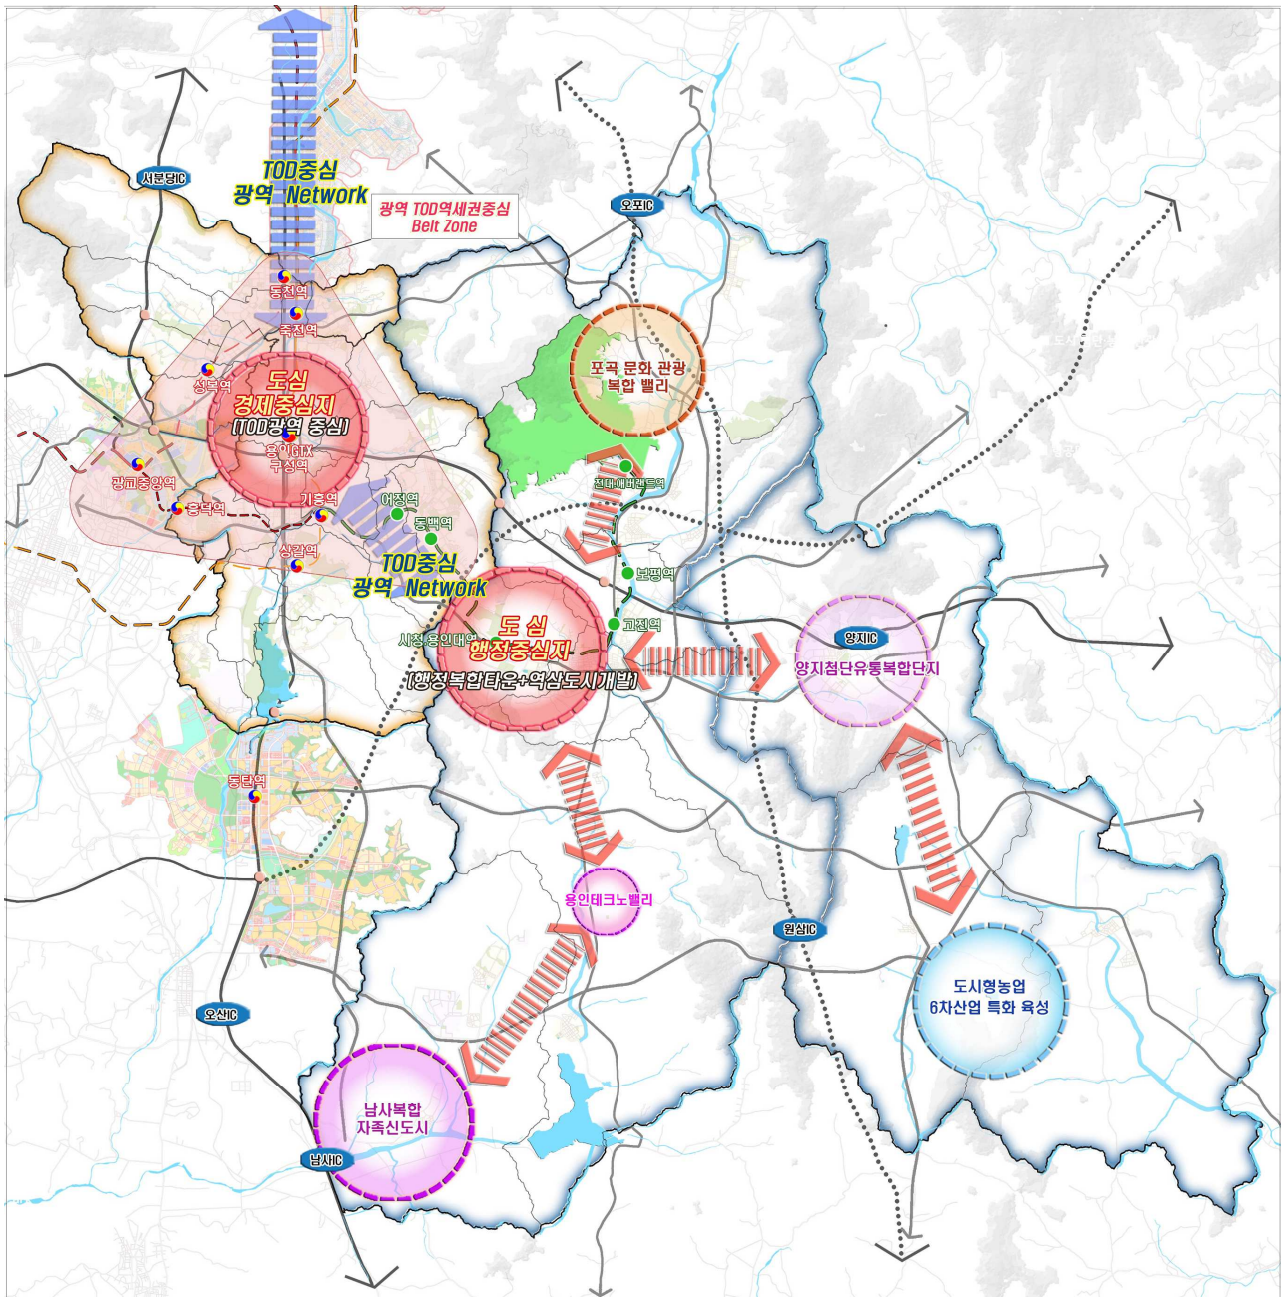 서분당IC
TOD중심
광역 Network
광역 TOD역세권중심
Belt Zone
오포IC
동천역
죽전역
성복역
도심
경제중심지
[TOD광역 중심]
용인GTX
구성역
포곡 문화 관광
복합 밸리
광교중앙역
흥덕역
기흥역
어정역
동백역
상갈역
전대.에버랜드역
TOD중심
광역 Network
보평역
고진역
시청.용인대역
도 심
행정중심지
[행정복합타운+역삼도시개발]
양지IC
양지첨단유통복합단지
동탄역
용인테크노밸리
원삼IC
오산IC
도시형농업
6차산업 특화 육성
남사복합
자족신도시
남사IC